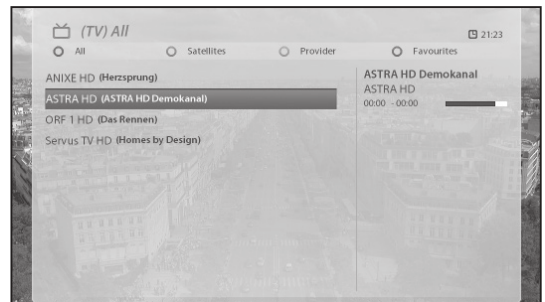 (TV) All
21:23
All Satellites Provider Favourites
ANIXE HD (Herzsprung)
ASTRA HD (ASTRA HD Demokanal)
ORF 1 HD (Das Rennen)
Servus TV HD (Homes by Design)
ASTRA HD Demokanal
ASTRA HD
00:00 - 00:00